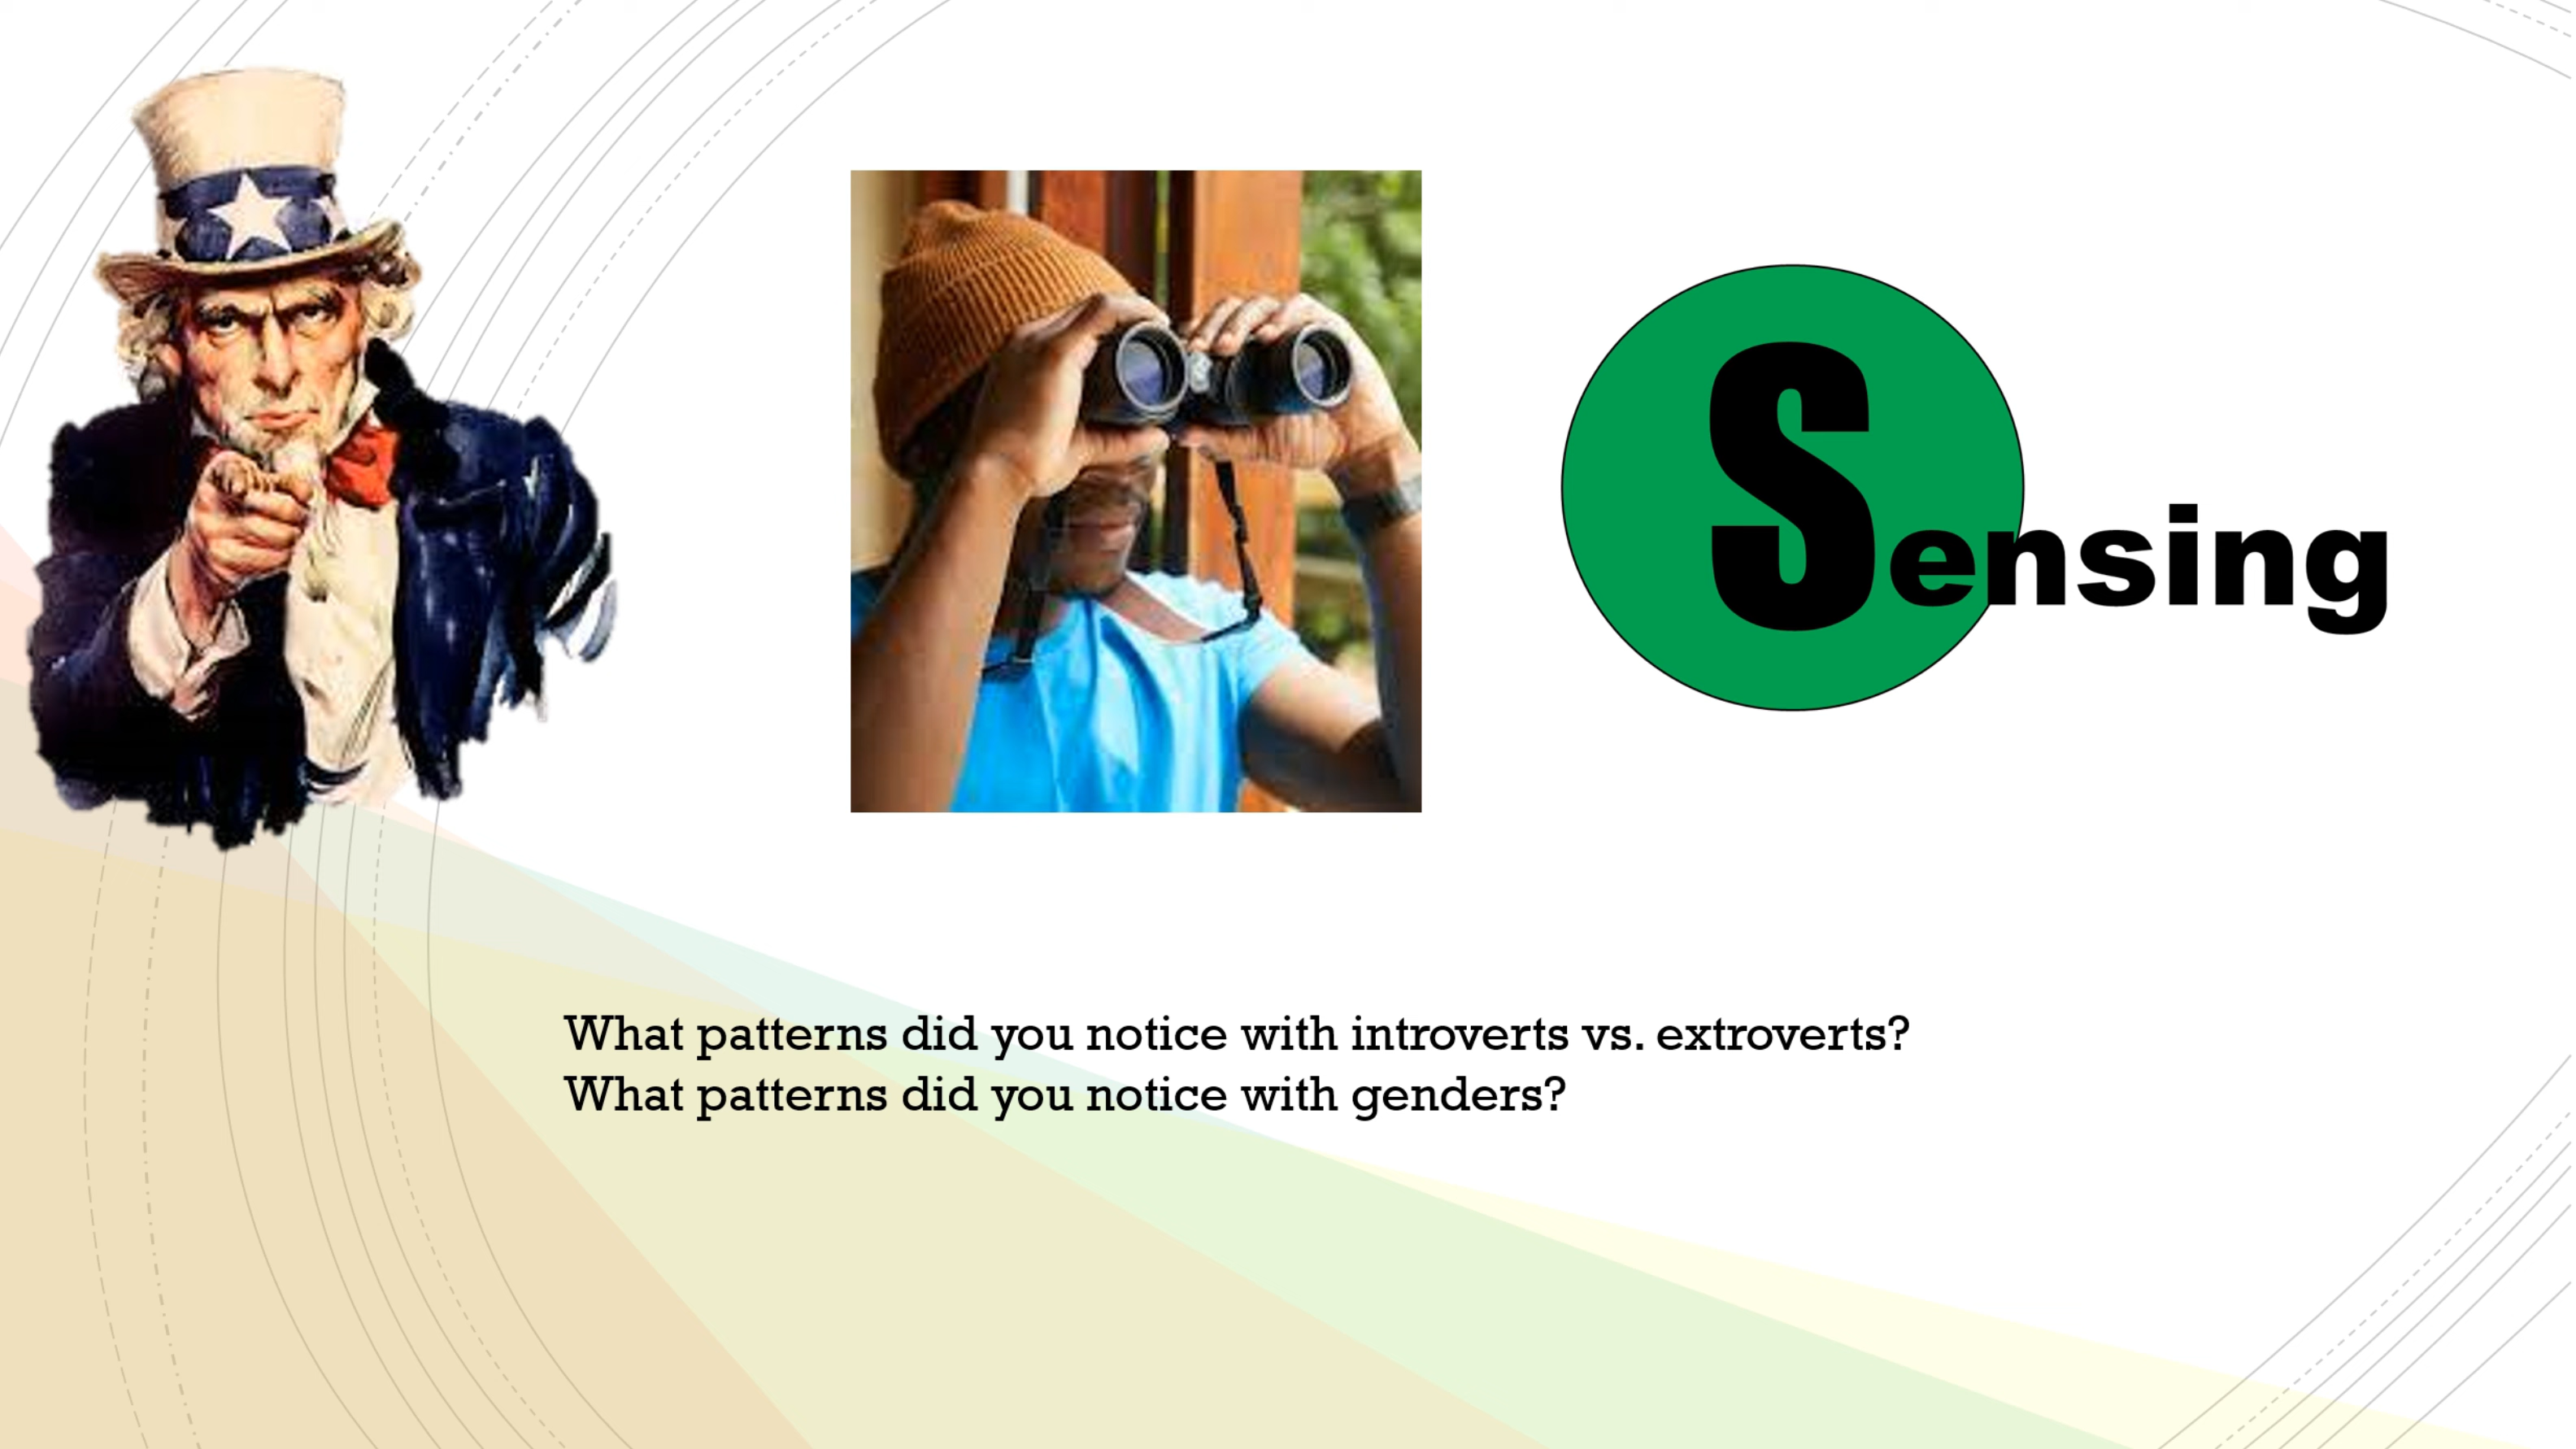 Sensing
What patterns did you notice with introverts vs. extroverts?
What patterns did you notice with genders?